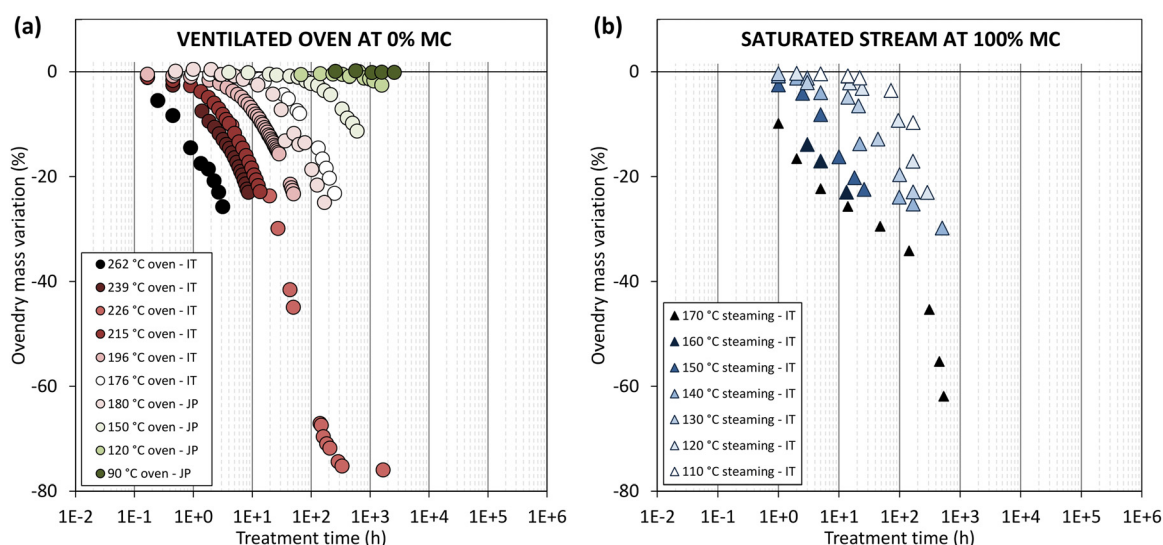 (a)
VENTILATED OVEN AT 0% MC
0
-20
-40
-60
-80
Ovendry mass variation (%)
262 °C oven - IT
239 °C oven - IT
226 °C oven - IT
215 °C oven - IT
196 °C oven - IT
176 °C oven - IT
180 °C oven - JP
150 °C oven - JP
120 °C oven - JP
90 °C oven - JP
1E-2 1E-1 1E+0 1E+1 1E+2 1E+3 1E+4 1E+5 1E+6
Treatment time (h)
(b)
SATURATED STREAM AT 100% MC
0
-20
-40
-60
-80
Ovendry mass variation (%)
170 °C steaming - IT
160 °C steaming - IT
150 °C steaming - IT
140 °C steaming - IT
130 °C steaming - IT
120 °C steaming - IT
110 °C steaming - IT
1E-2 1E-1 1E+0 1E+1 1E+2 1E+3 1E+4 1E+5 1E+6
Treatment time (h)